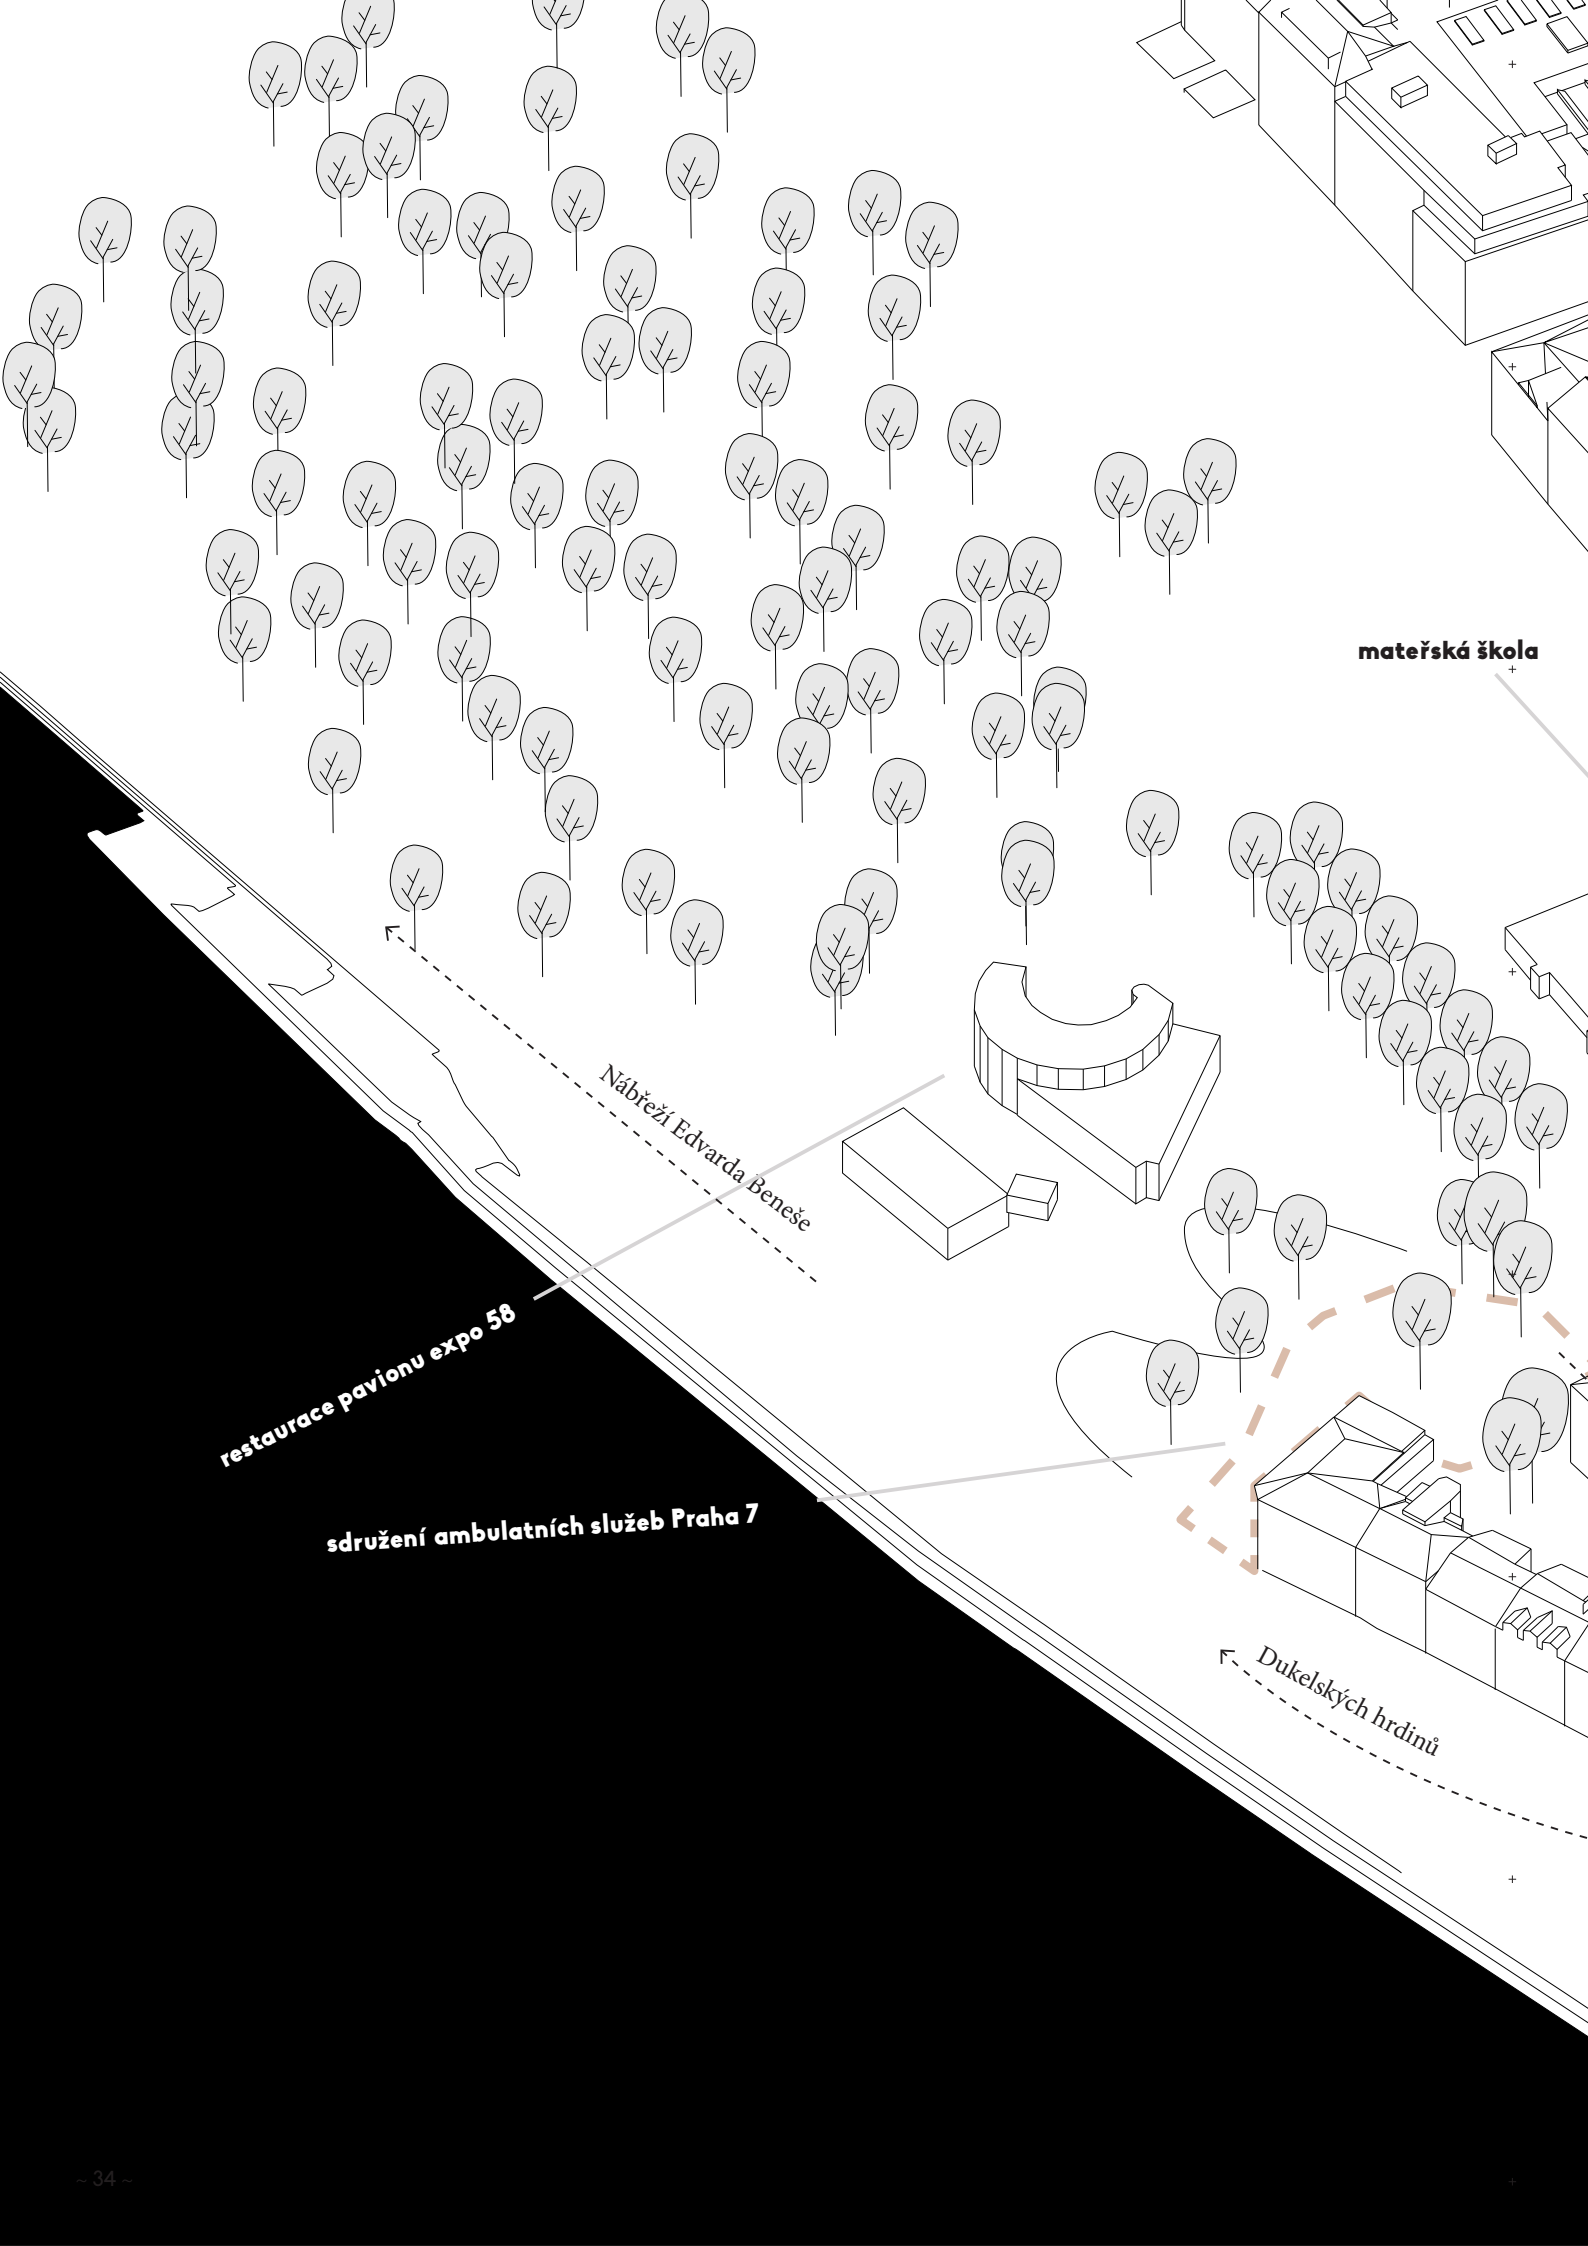 mateřská škola
Nábřeží Edvarda Beneše
restaurace pavionu expo 58
sdružení ambulatních služeb Praha 7
Dukelských hrdinů
~ 34 ~